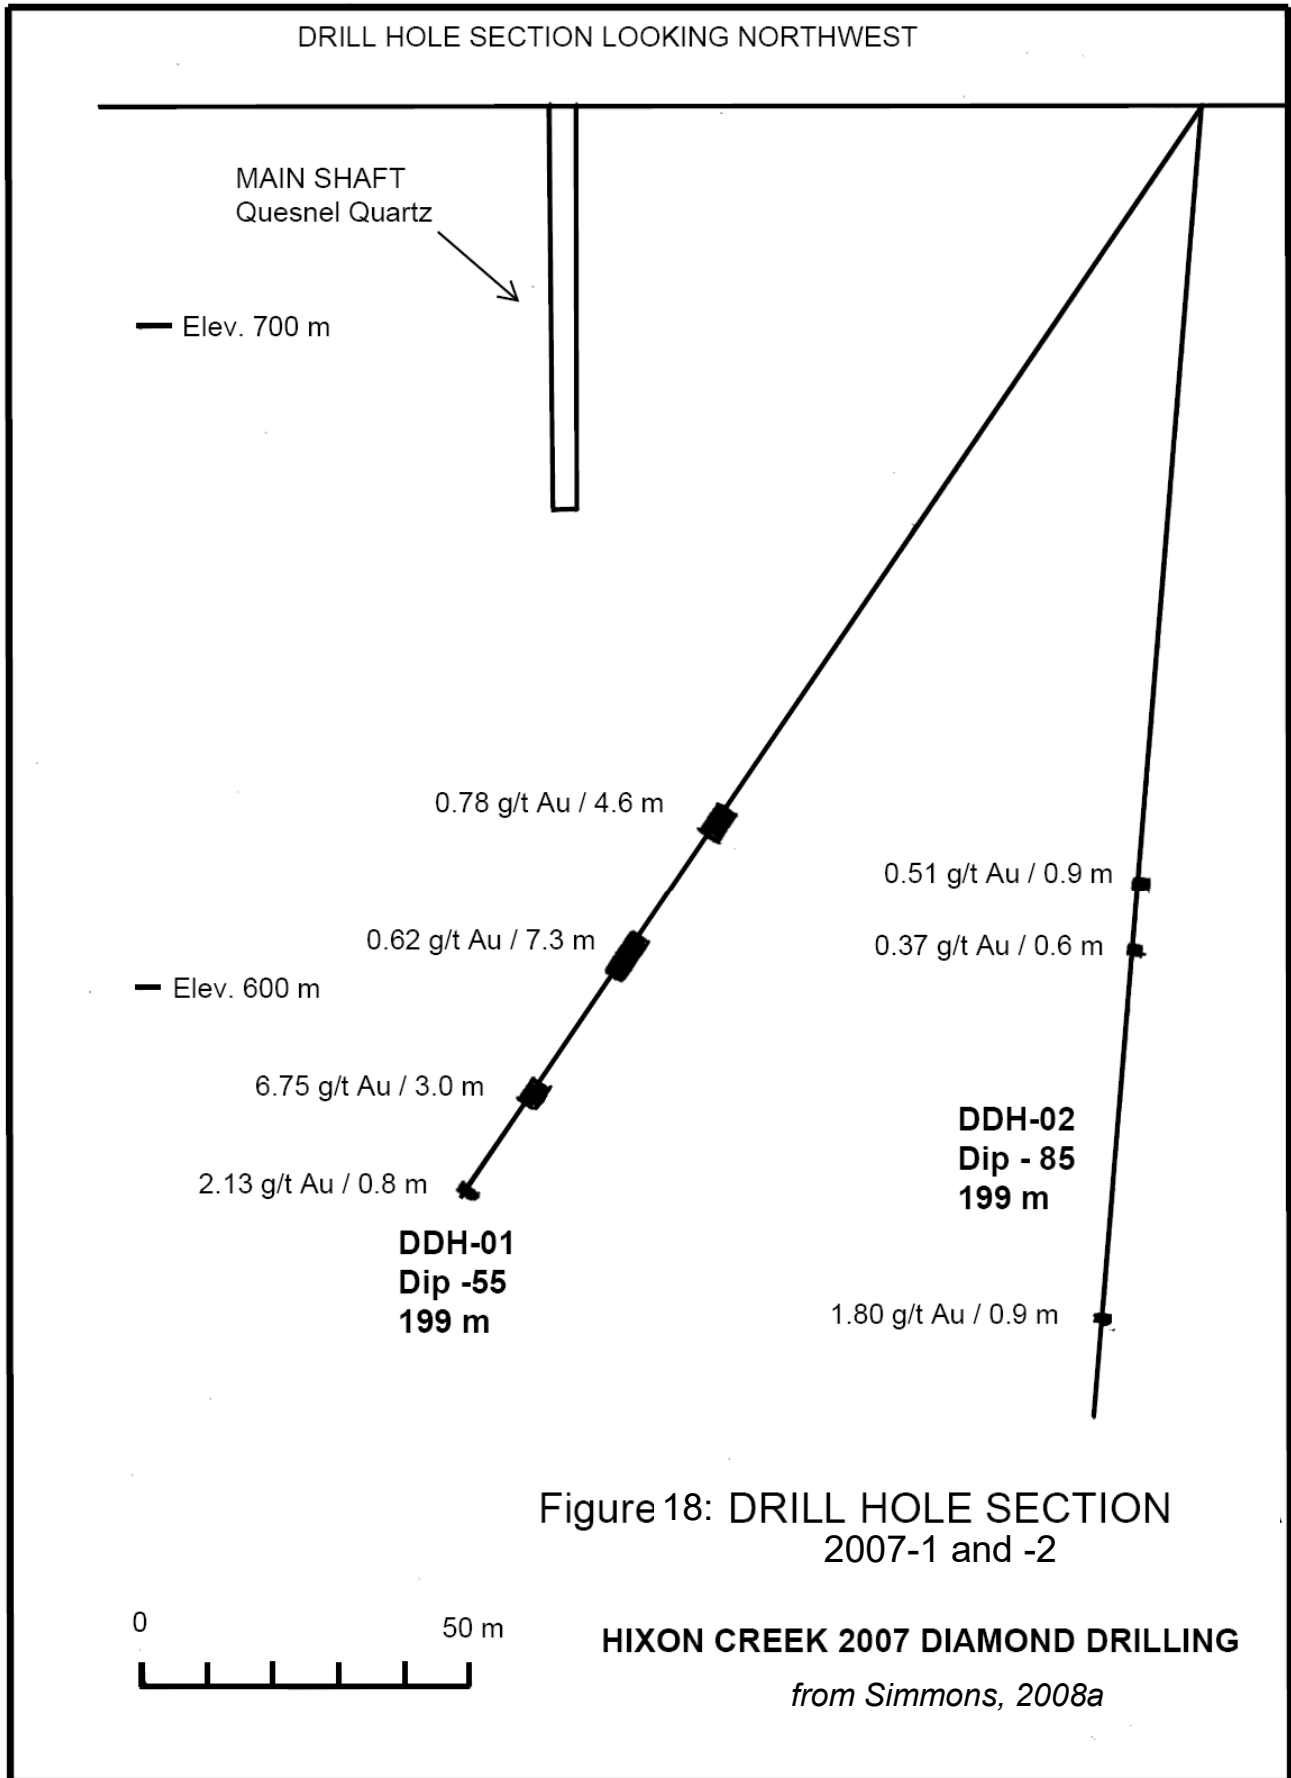 DRILL HOLE SECTION LOOKING NORTHWEST
MAIN SHAFT
Quesnel Quartz
Elev. 700 m
0.78 g/t Au / 4.6 m
0.51 g/t Au / 0.9 m
0.62 g/t Au / 7.3 m
0.37 g/t Au / 0.6 m
Elev. 600 m
6.75 g/t Au / 3.0 m
DDH-02
Dip - 85
199 m
2.13 g/t Au / 0.8 m
DDH-01
Dip -55
199 m
1.80 g/t Au / 0.9 m
Figure 18: DRILL HOLE SECTION
2007-1 and -2
0 50 m
HIXON CREEK 2007 DIAMOND DRILLING
from Simmons, 2008a